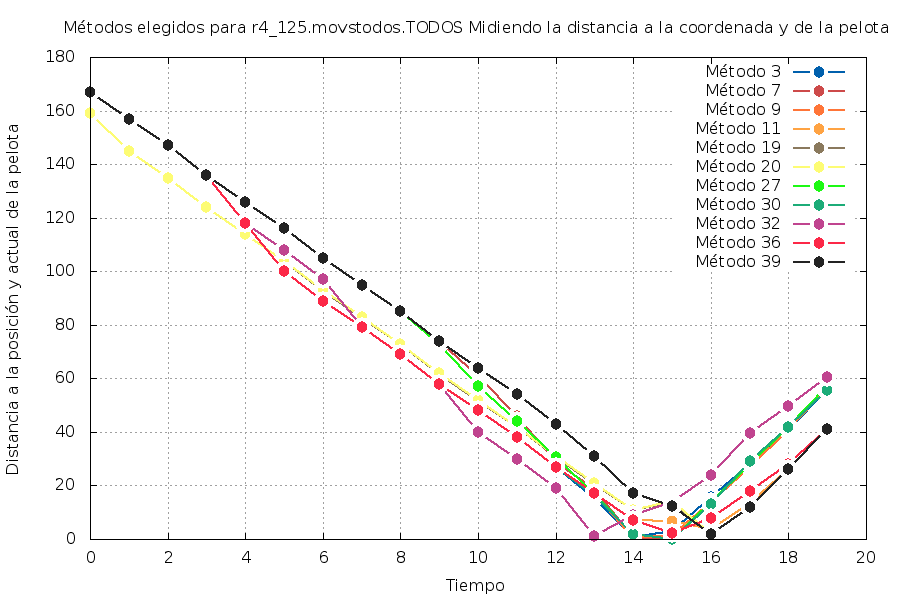 Métodos elegidos para r4_125.movstodos.TODOS Midiendo la distancia a la coordenada y de la pelota
Distancia a la posición y actual de la pelota
180
160
140
120
100
80
60
40
20
0
0 2 4 6 8 10 12 14 16 18 20
Tiempo
Método 3
Método 7
Método 9
Método 11
Método 19
Método 20
Método 27
Método 30
Método 32
Método 36
Método 39